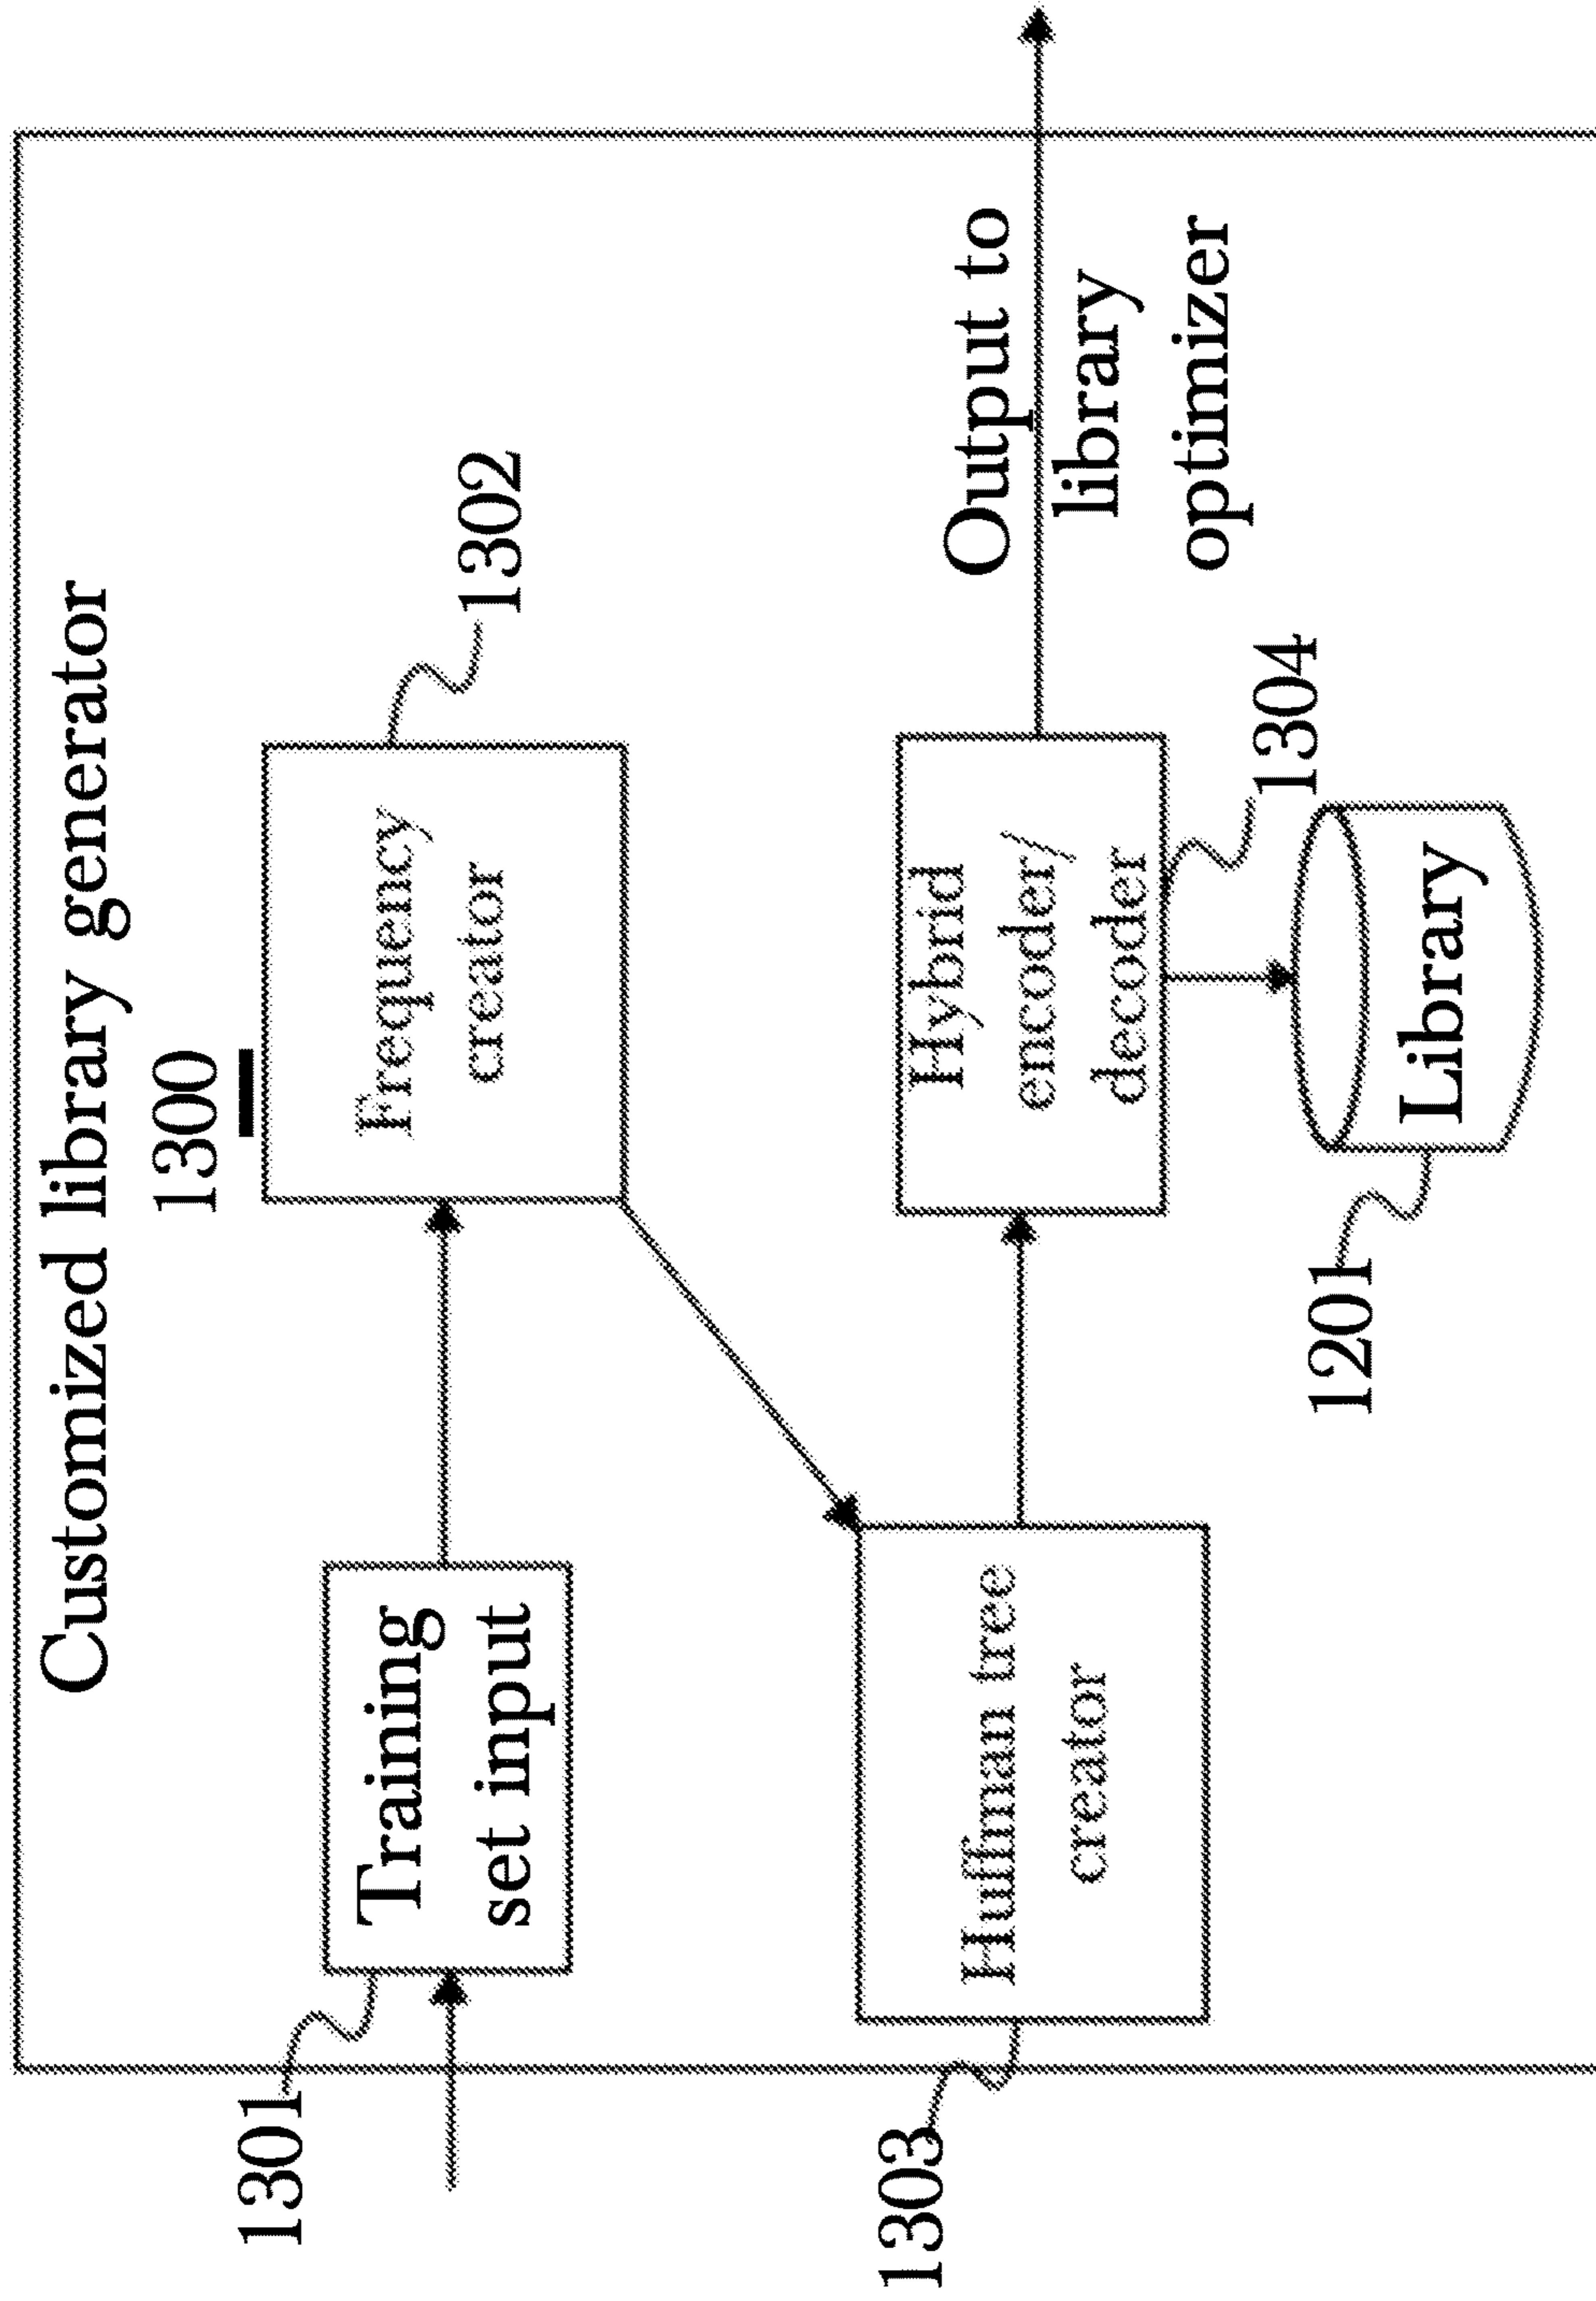 Customized library generator
1300
1301
Training
set input
Frequency
creator
1302
1303
Huffman tree
creator
Hybrid
encoder/
decoder
1304
Output to
library
optimizer
1201
Library